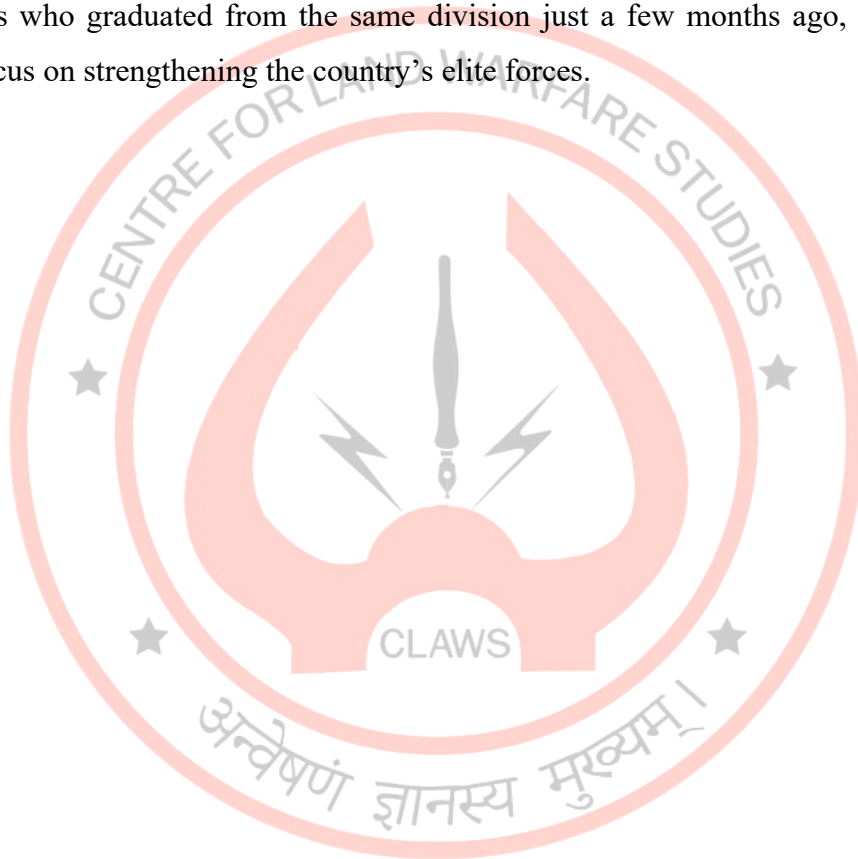 s who graduated from the same division just a few months ago,
cus on strengthening the country’s elite forces.
CENTRE FOR LAND WARFARE STUDIES
CLAWS
अन्वेषणं ज्ञानस्य मुख्यम्।